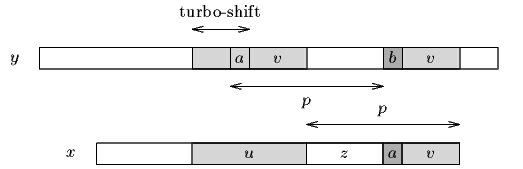 turbo-shift
y a v b v
p
p
x u z a v